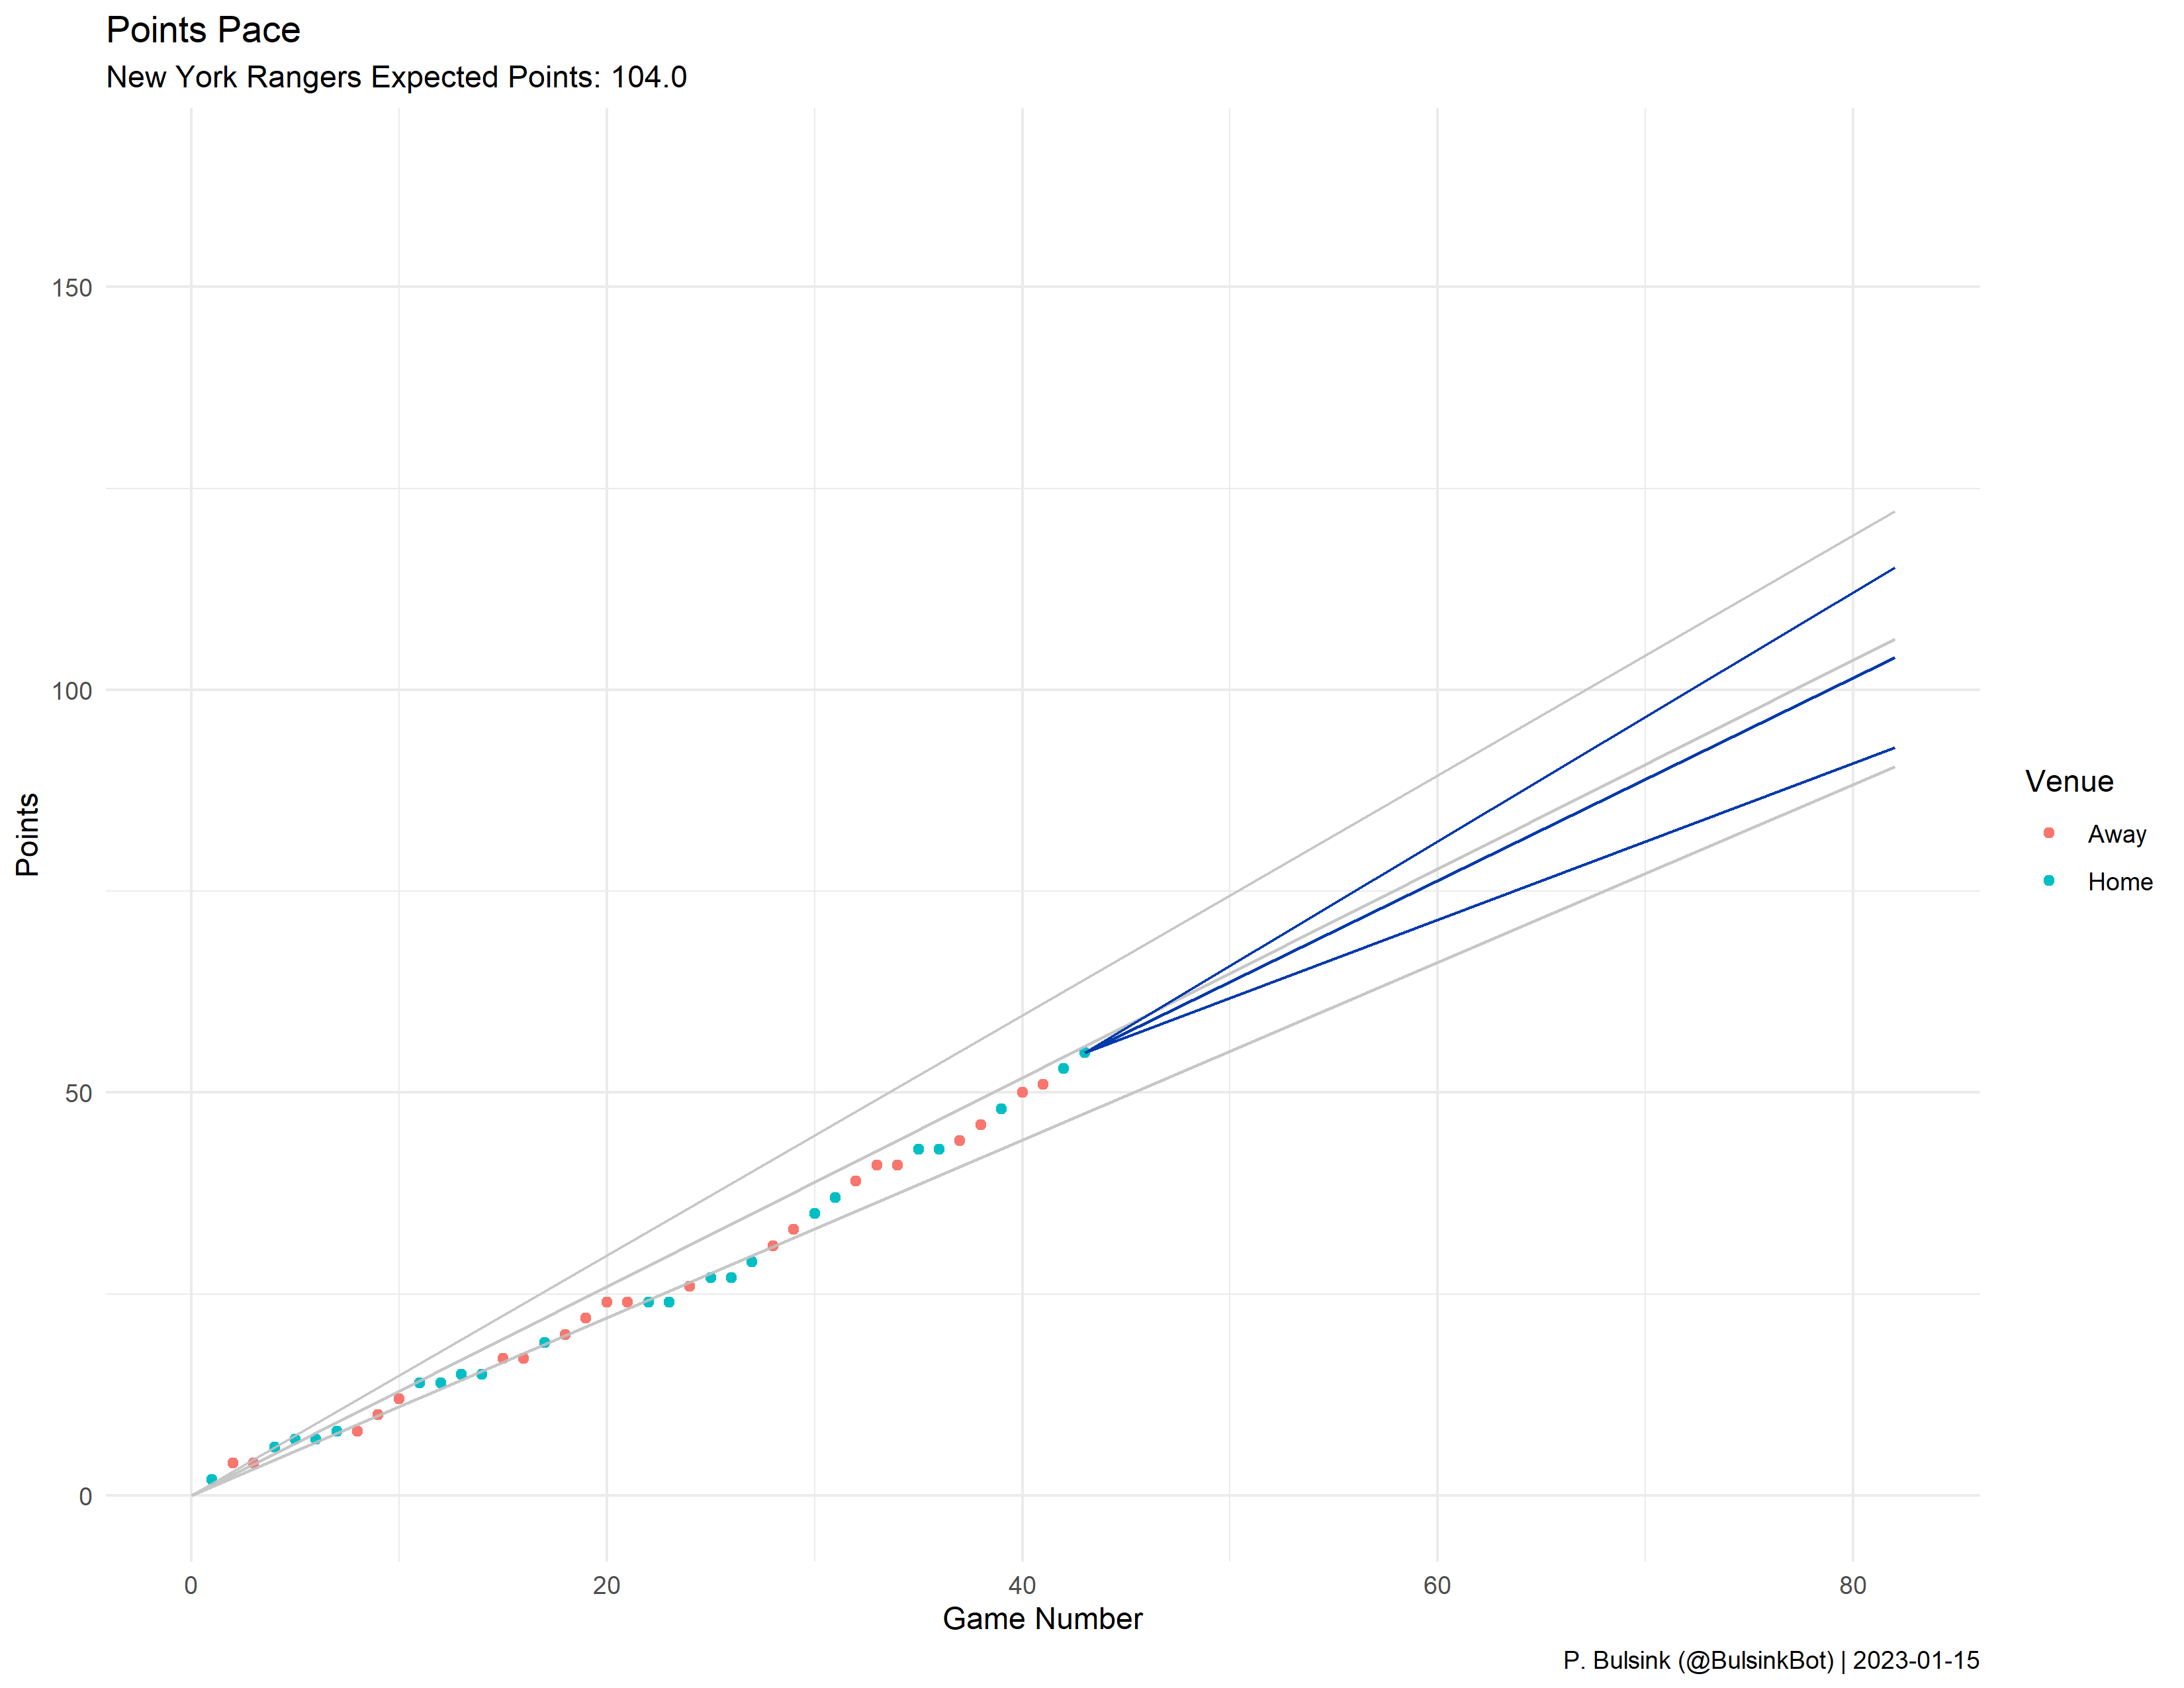 Points Pace
New York Rangers Expected Points: 104.0
150
100
50
0
Points
0 20 40 60 80
Game Number
Venue
Away
Home
P. Bulsink (@BulsinkBot) | 2023-01-15